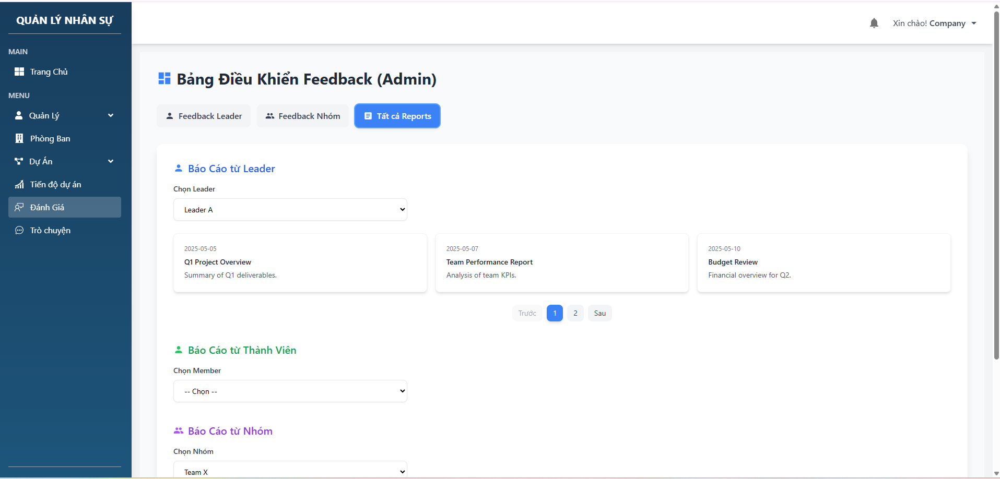 QUẢN LÝ NHÂN SỰ
MAIN
Trang Chủ
MENU
Quản Lý
Phòng Ban
Dự Án
Tiến độ dự án
Đánh Giá
Trò chuyện
Xin chào! Company
Bảng Điều Khiển Feedback (Admin)
Feedback Leader
Feedback Nhóm
Tất cả Reports
Báo Cáo từ Leader
Chọn Leader
Leader A
2025-05-05
Q1 Project Overview
Summary of Q1 deliverables.
2025-05-07
Team Performance Report
Analysis of team KPIs.
2025-05-10
Budget Review
Financial overview for Q2.
Trước 1 2 Sau
Báo Cáo từ Thành Viên
Chọn Member
-- Chọn --
Báo Cáo từ Nhóm
Chọn Nhóm
Team X